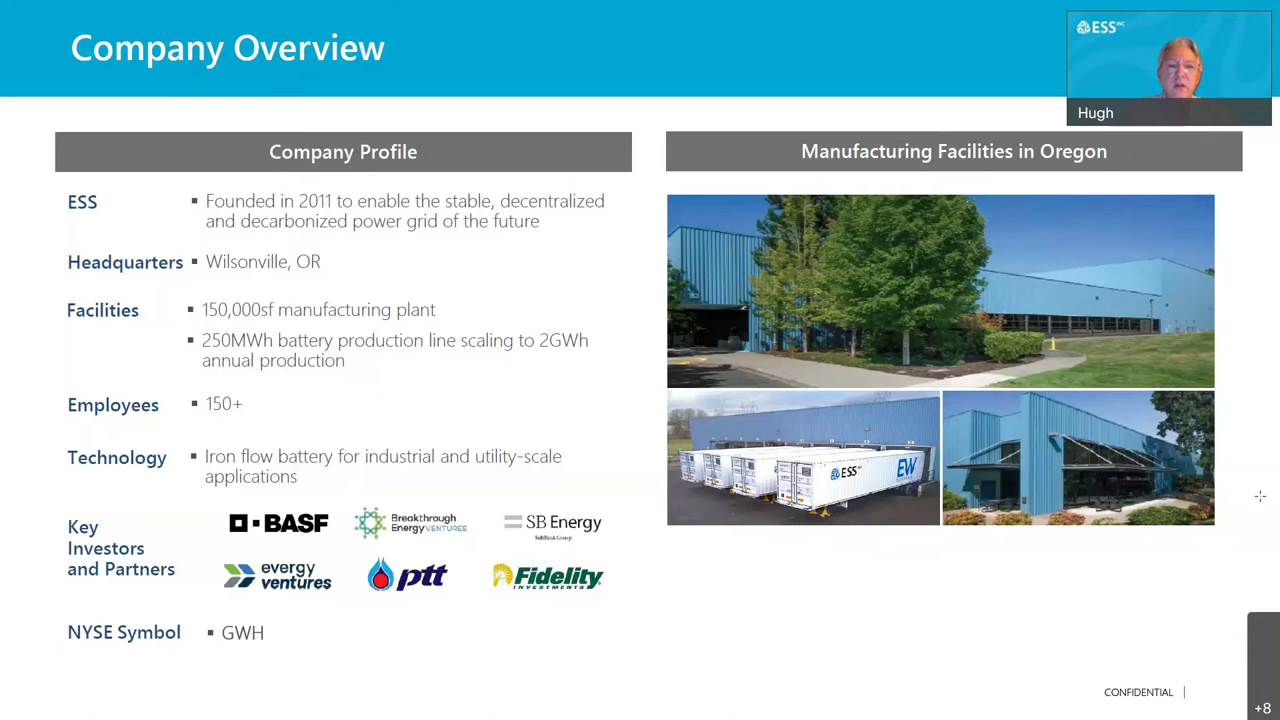 Company Overview
ESS INC
Hugh
Company Profile
ESS
▪ Founded in 2011 to enable the stable, decentralized
and decarbonized power grid of the future
Headquarters
▪ Wilsonville, OR
Facilities
▪ 150,000sf manufacturing plant
▪ 250MWh battery production line scaling to 2GWh
annual production
Employees
▪ 150+
Technology
▪ Iron flow battery for industrial and utility-scale
applications
Key
Investors
and Partners
BASF
Breakthrough
Energy VENTURES
SB Energy
SoftBank Group
evergy
ventures
ptt
Fidelity
INVESTMENTS
NYSE Symbol
▪ GWH
Manufacturing Facilities in Oregon
ESS INC
EW
CONFIDENTIAL
+8